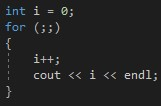 int i = 0;
for (;;)
{
    i++;
    cout << i << endl;
}